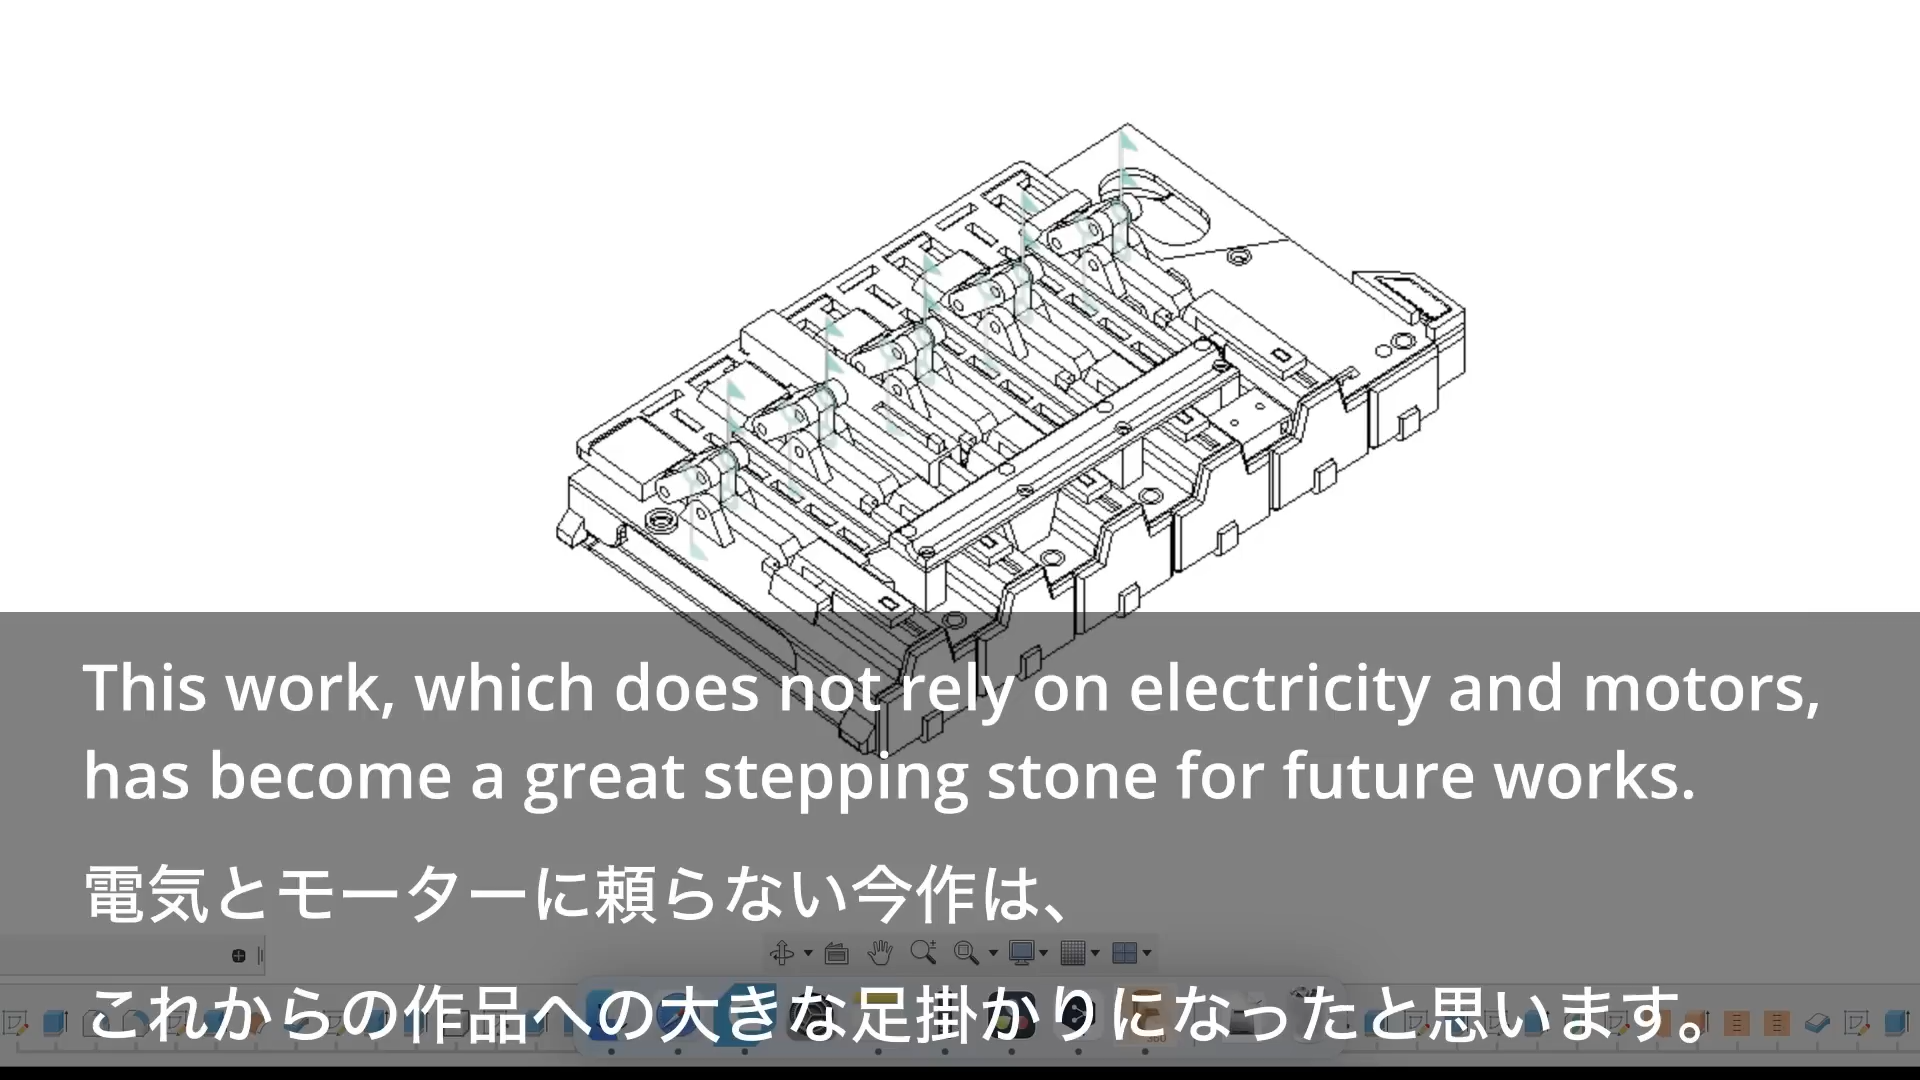 This work, which does not rely on electricity and motors,
has become a great stepping stone for future works.
電気とモーターに頼らない今作は、
これからの作品への大きな足掛かりになったと思います。
360